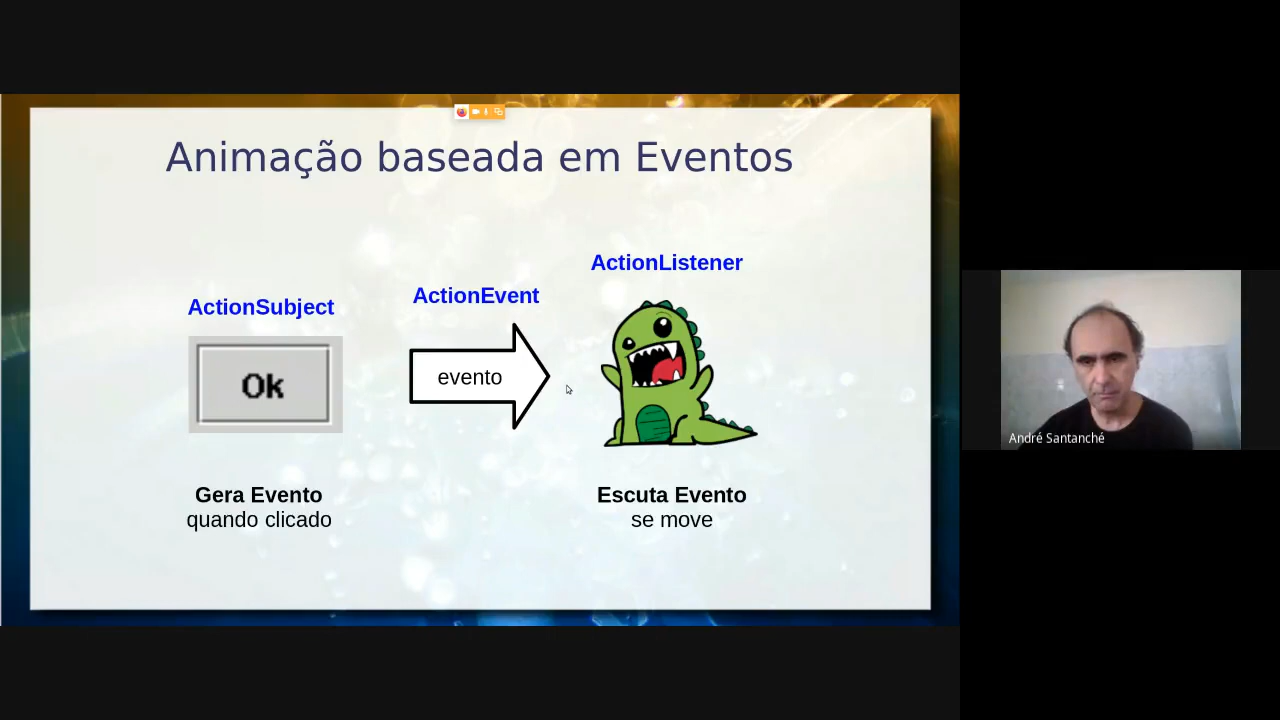 Animação baseada em Eventos
ActionListener
ActionEvent
ActionSubject
Ok
evento
Gera Evento
quando clicado
Escuta Evento
se move
André Santanché